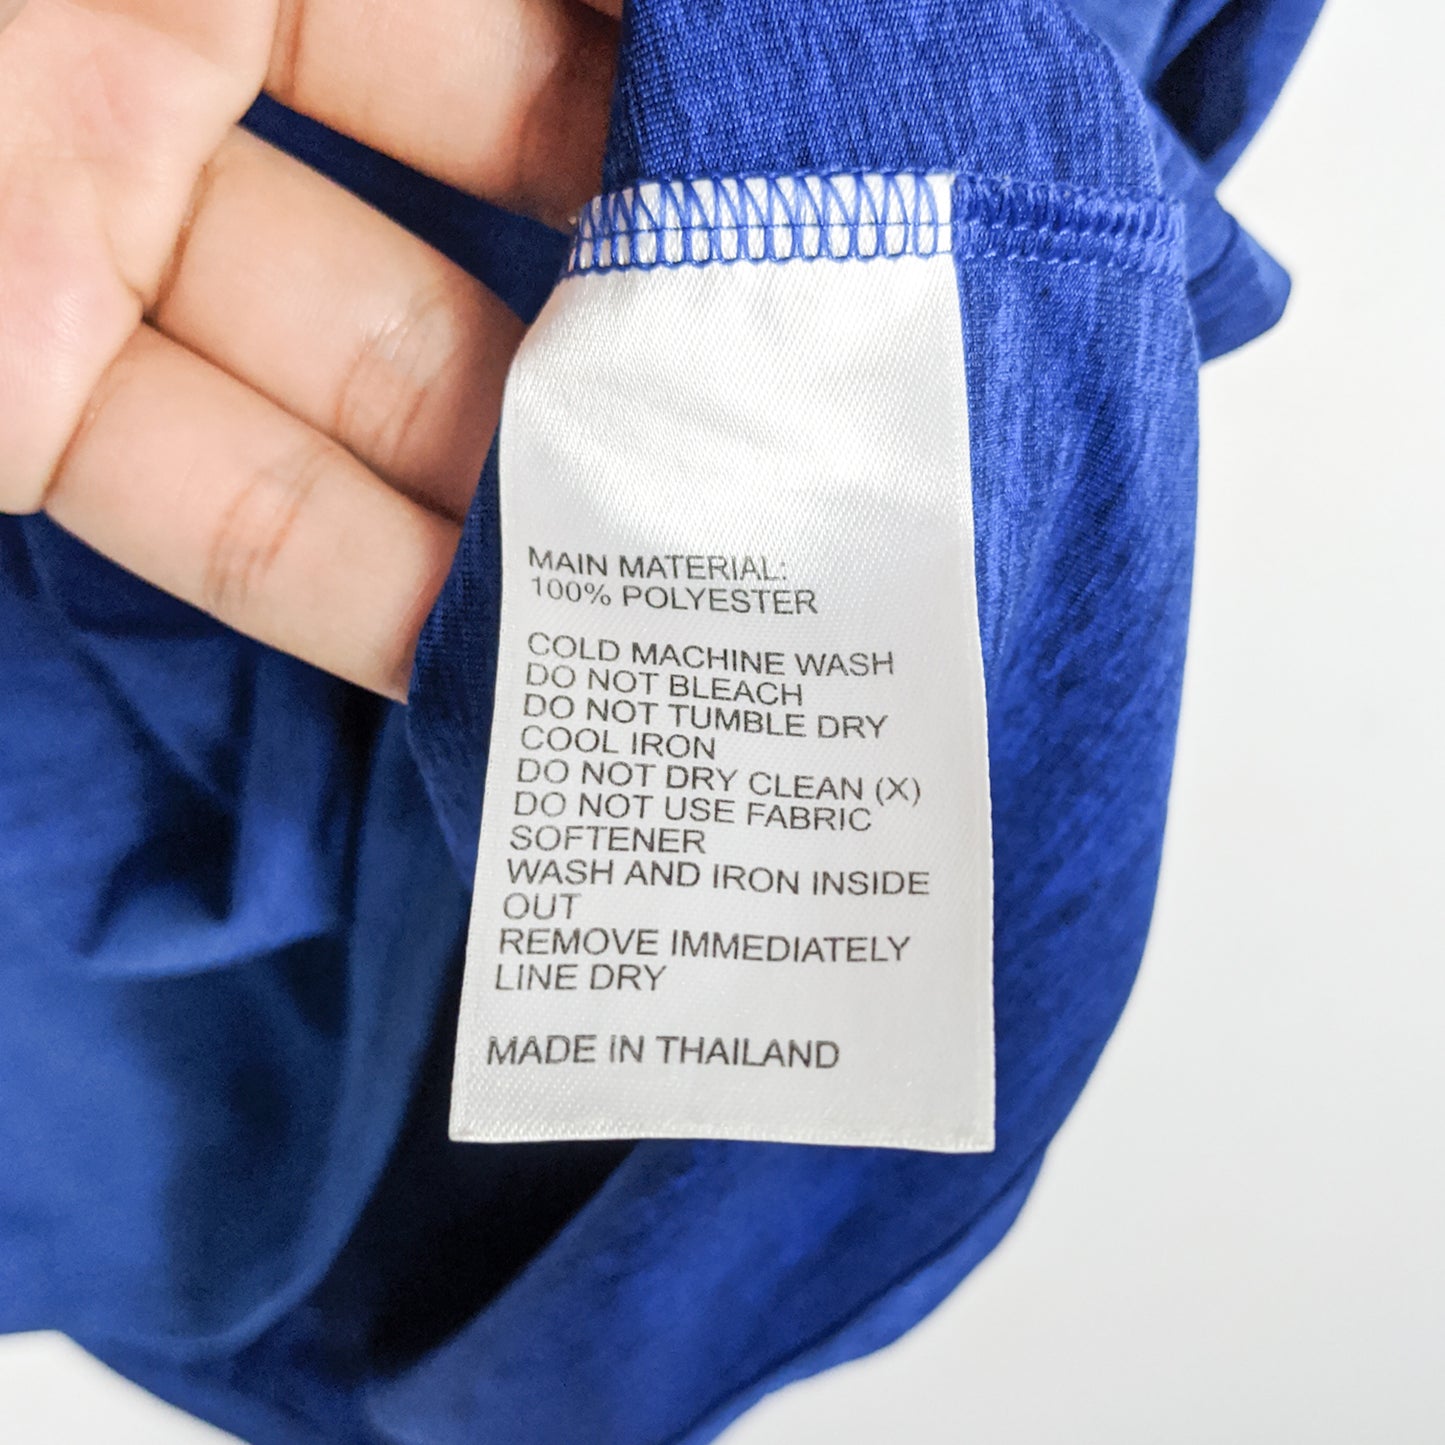 MAIN MATERIAL:
100% POLYESTER
COLD MACHINE WASH
DO NOT BLEACH
DO NOT TUMBLE DRY
COOL IRON
DO NOT DRY CLEAN (X)
DO NOT USE FABRIC
SOFTENER
WASH AND IRON INSIDE
OUT
REMOVE IMMEDIATELY
LINE DRY
MADE IN THAILAND